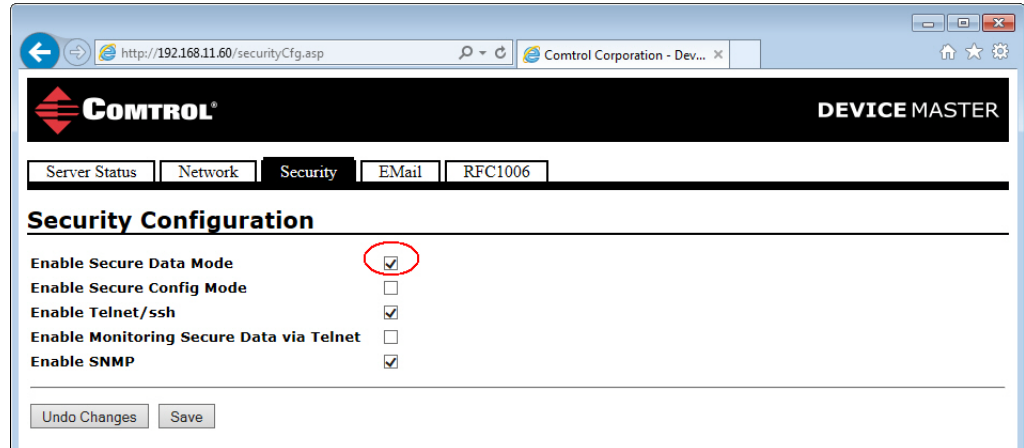 http://192.168.11.60/securityCfg.asp
Comtrol Corporation - Dev...
COMTROL®
DEVICEMASTER
Server Status
Network
Security
EMail
RFC1006
Security Configuration
Enable Secure Data Mode
Enable Secure Config Mode
Enable Telnet/ssh
Enable Monitoring Secure Data via Telnet
Enable SNMP
Undo Changes
Save